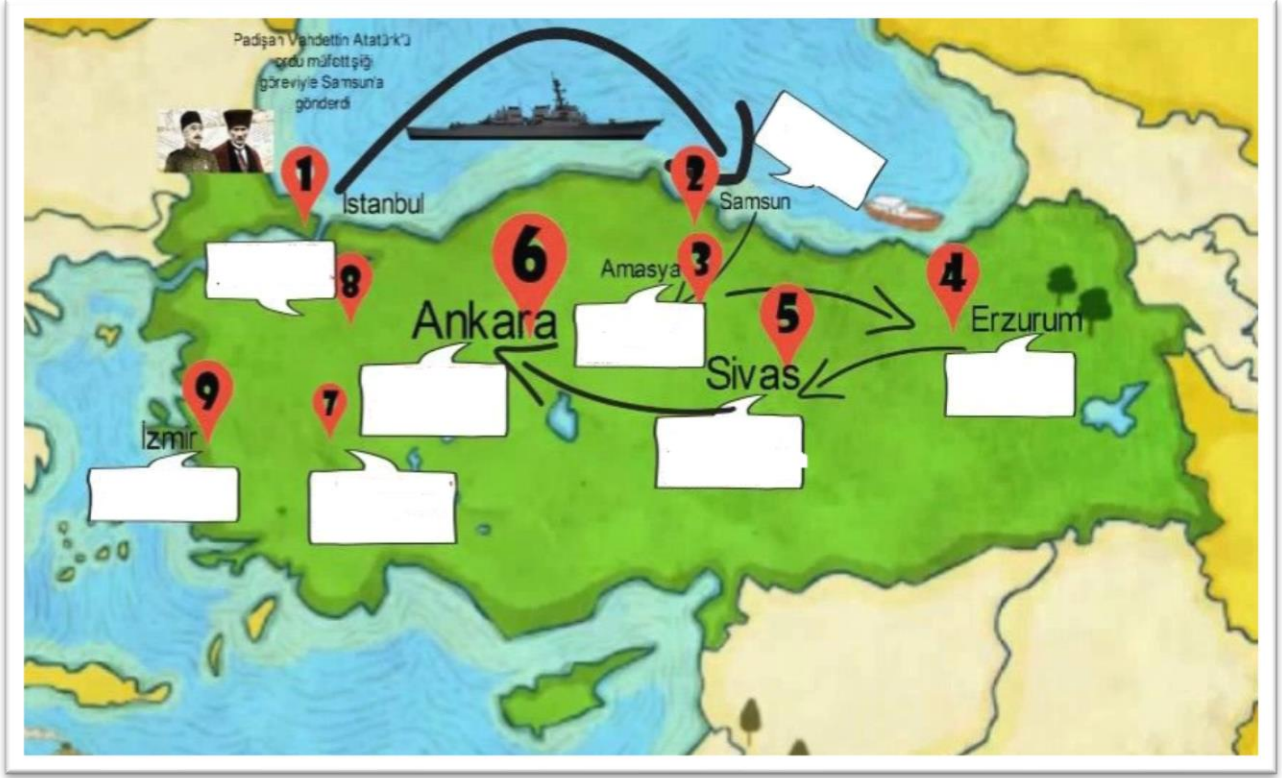 Padişah Vahdettin Atatürk'ü
ordu müfettişliği
göreviyle Samsun'a
gönderdi
1
İstanbul
2
Samsun
6
Amasya
3
8
4
Ankara
5
Erzurum
Sivas
9
7
İzmir